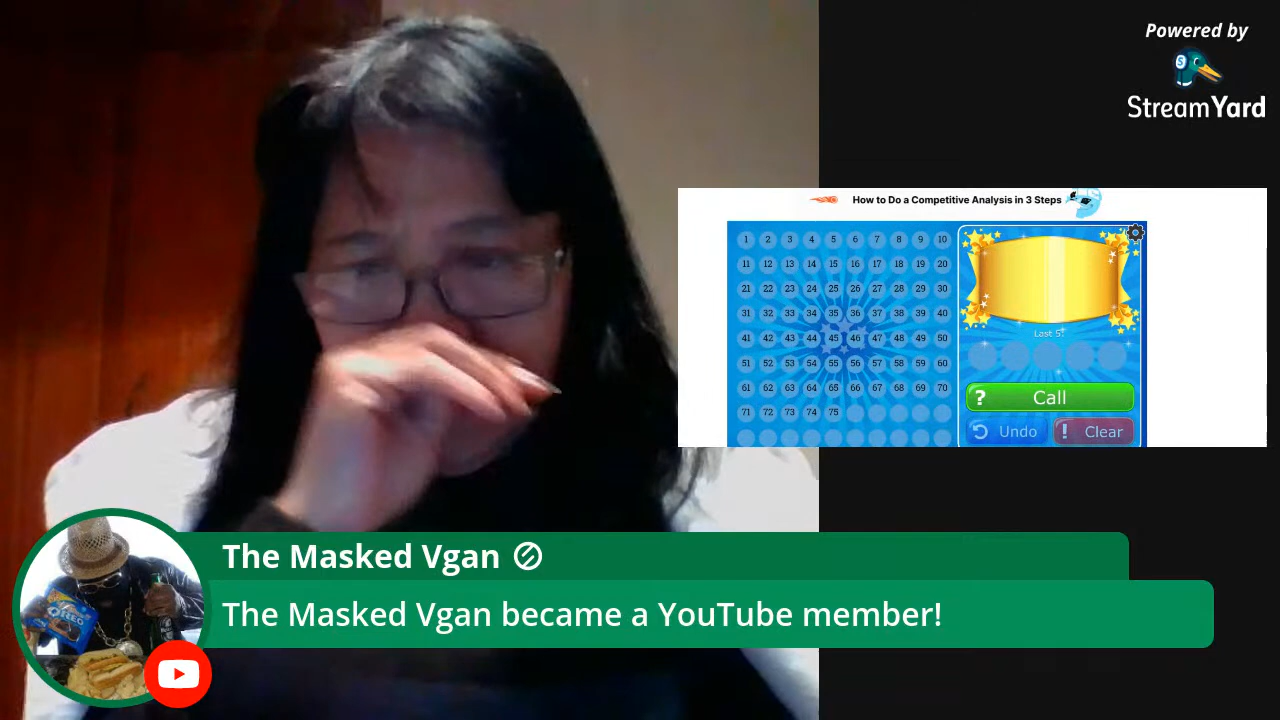 Powered by
StreamYard
How to Do a Competitive Analysis in 3 Steps
1 2 3 4 5 6 7 8 9 10
11 12 13 14 15 16 17 18 19 20
21 22 23 24 25 26 27 28 29 30
31 32 33 34 35 36 37 38 39 40
41 42 43 44 45 46 47 48 49 50
51 52 53 54 55 56 57 58 59 60
61 62 63 64 65 66 67 68 69 70
71 72 73 74 75
Last 5:
? Call
Undo ! Clear
OREO
The Masked Vgan
The Masked Vgan became a YouTube member!